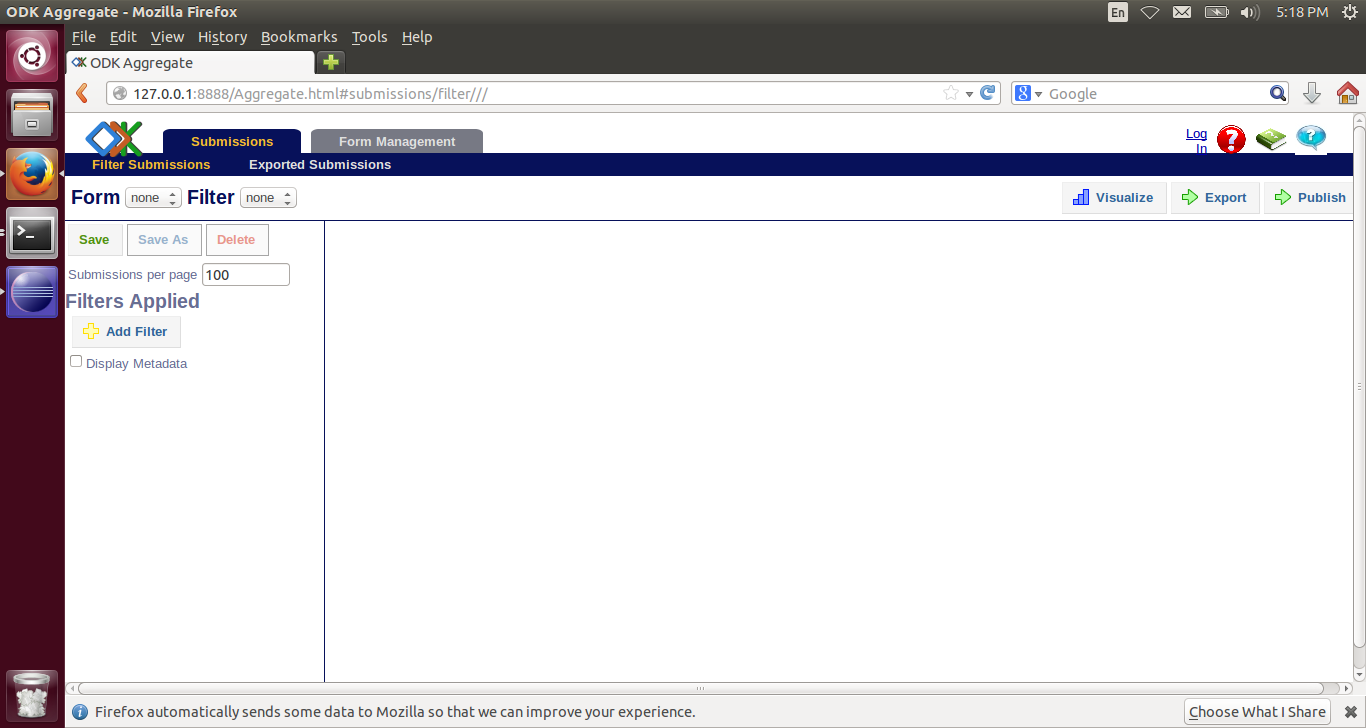 ODK Aggregate - Mozilla Firefox En 5:18 PM
File Edit View History Bookmarks Tools Help
ODK Aggregate
127.0.0.1:8888/Aggregate.html#submissions/filter/// 8 Google
Submissions Form Management Log In ? ?
Filter Submissions Exported Submissions
Form none Filter none Visualize Export Publish
Save Save As Delete
Submissions per page 100
Filters Applied
Add Filter
Display Metadata
Firefox automatically sends some data to Mozilla so that we can improve your experience. Choose What I Share